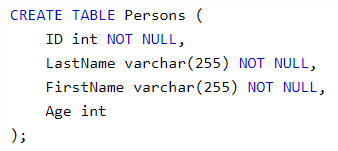 CREATE TABLE Persons (
    ID int NOT NULL,
    LastName varchar(255) NOT NULL,
    FirstName varchar(255) NOT NULL,
    Age int
);